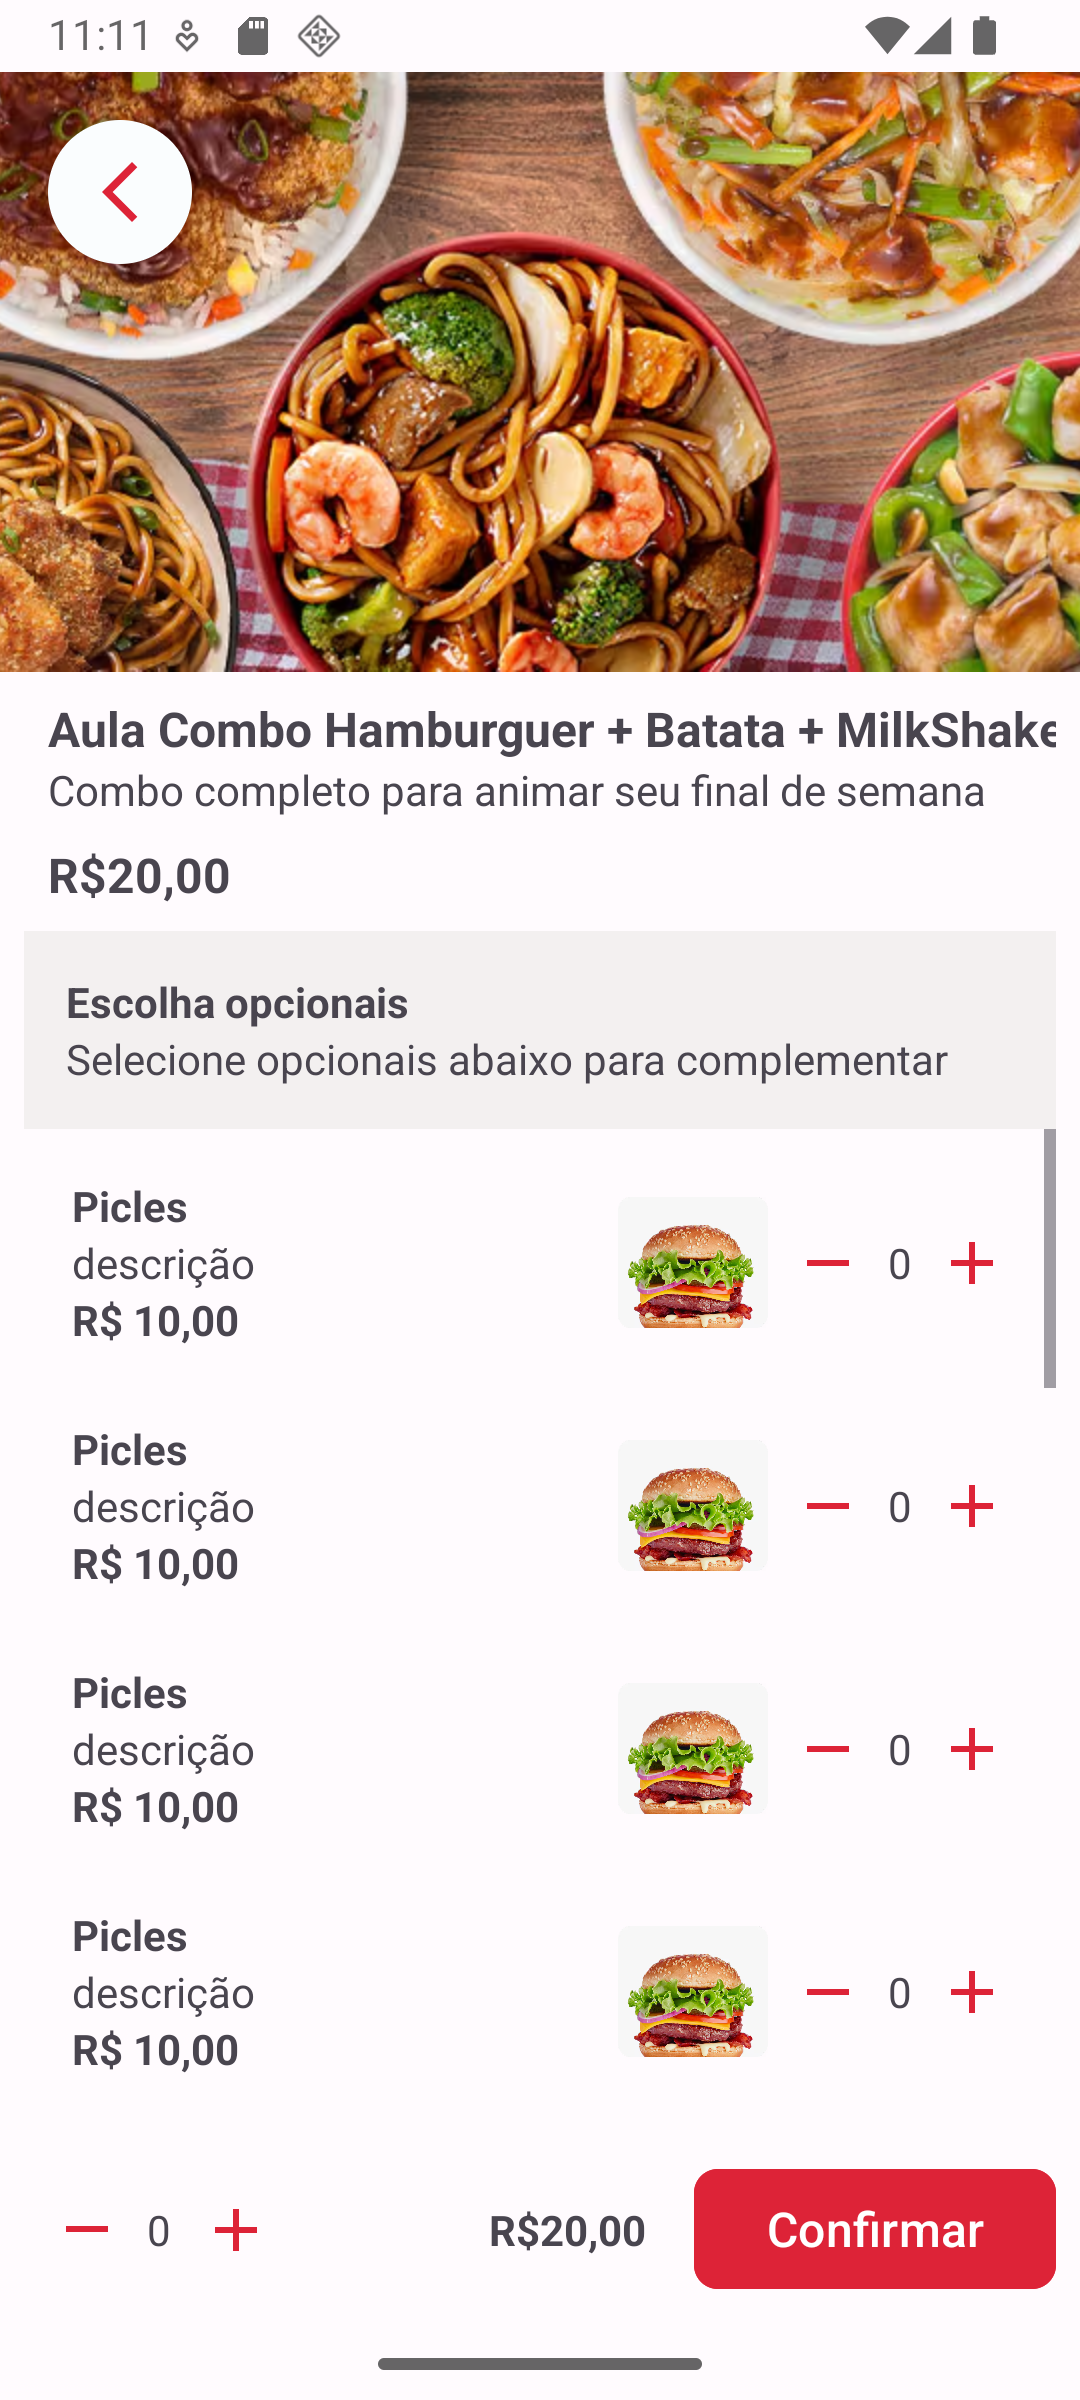 11:11
Aula Combo Hamburguer + Batata + MilkShake
Combo completo para animar seu final de semana
R$20,00
Escolha opcionais
Selecione opcionais abaixo para complementar
Picles
descrição
R$ 10,00
0
Picles
descrição
R$ 10,00
0
Picles
descrição
R$ 10,00
0
Picles
descrição
R$ 10,00
0
0
R$20,00
Confirmar